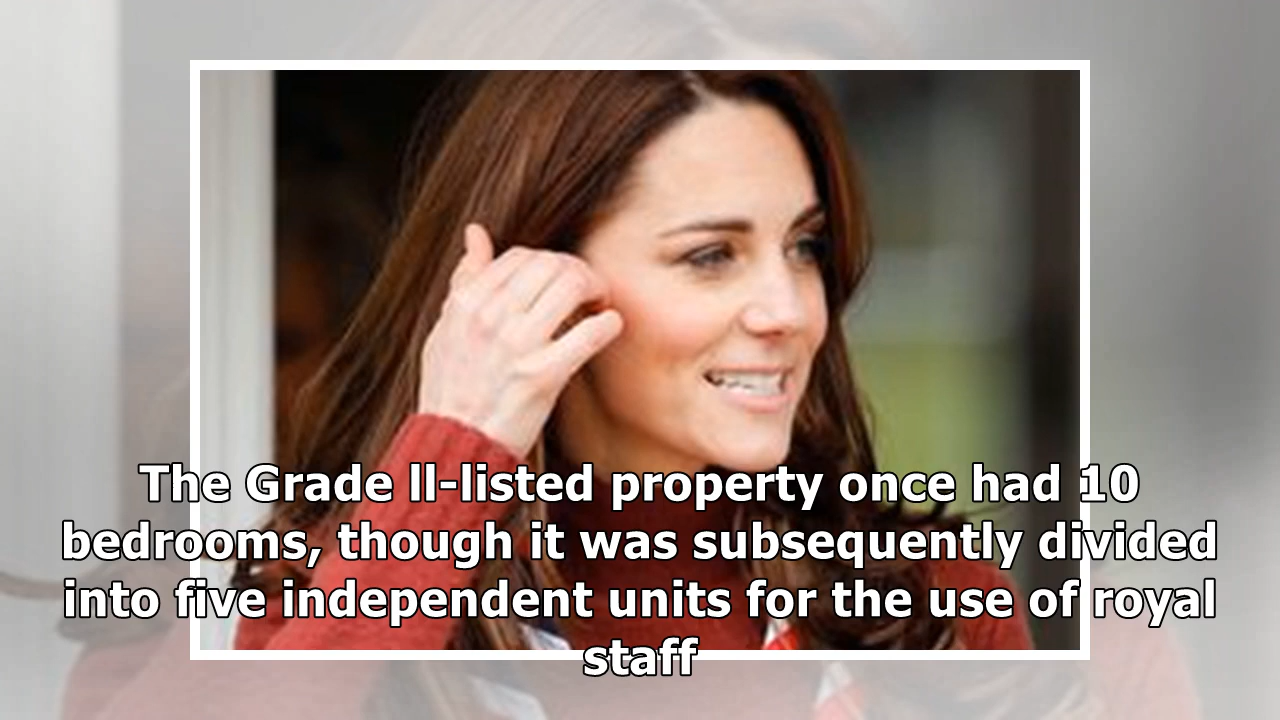 The Grade ll-listed property once had 10
bedrooms, though it was subsequently divided
into five independent units for the use of royal
staff